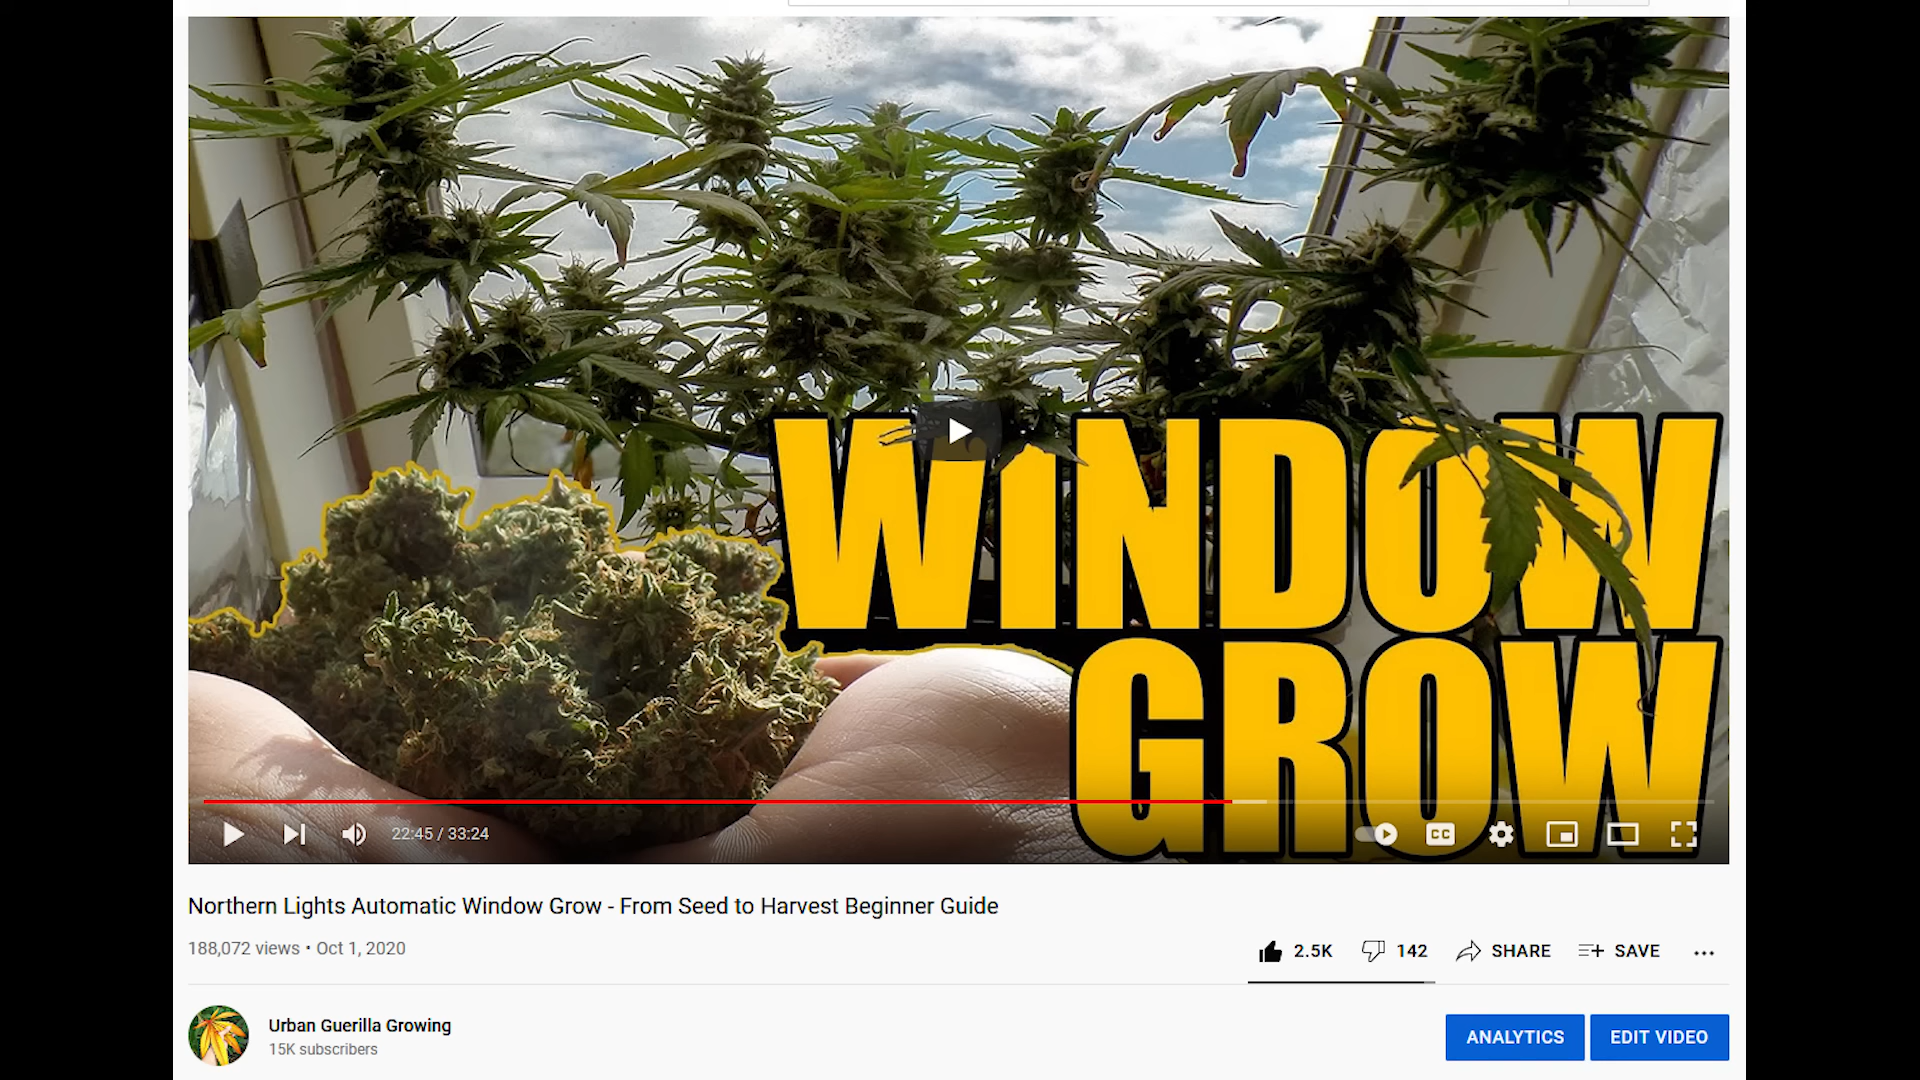 WINDOW
GROW
22:45 / 33:24
CC
Northern Lights Automatic Window Grow - From Seed to Harvest Beginner Guide
188,072 views • Oct 1, 2020
2.5K 142 SHARE SAVE
Urban Guerilla Growing
15K subscribers
ANALYTICS EDIT VIDEO